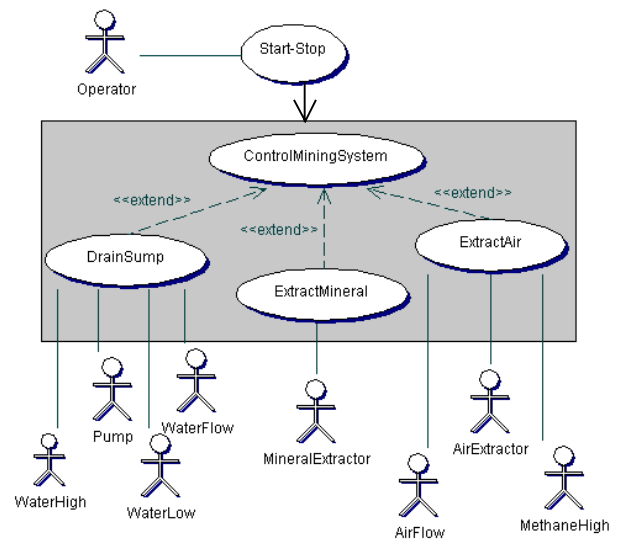 Start-Stop
Operator
ControlMiningSystem
<<extend>>
<<extend>>
<<extend>>
DrainSump
ExtractAir
ExtractMineral
WaterFlow
Pump
MineralExtractor
AirExtractor
WaterHigh
WaterLow
AirFlow
MethaneHigh